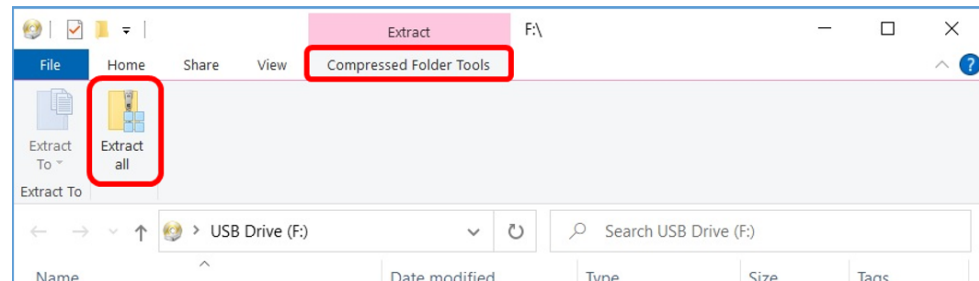 Extract
F:\
File
Home
Share
View
Compressed Folder Tools
?
Extract
To
Extract
all
Extract To
USB Drive (F:)
Search USB Drive (F:)
Name
Date modified
Type
Size
Tags